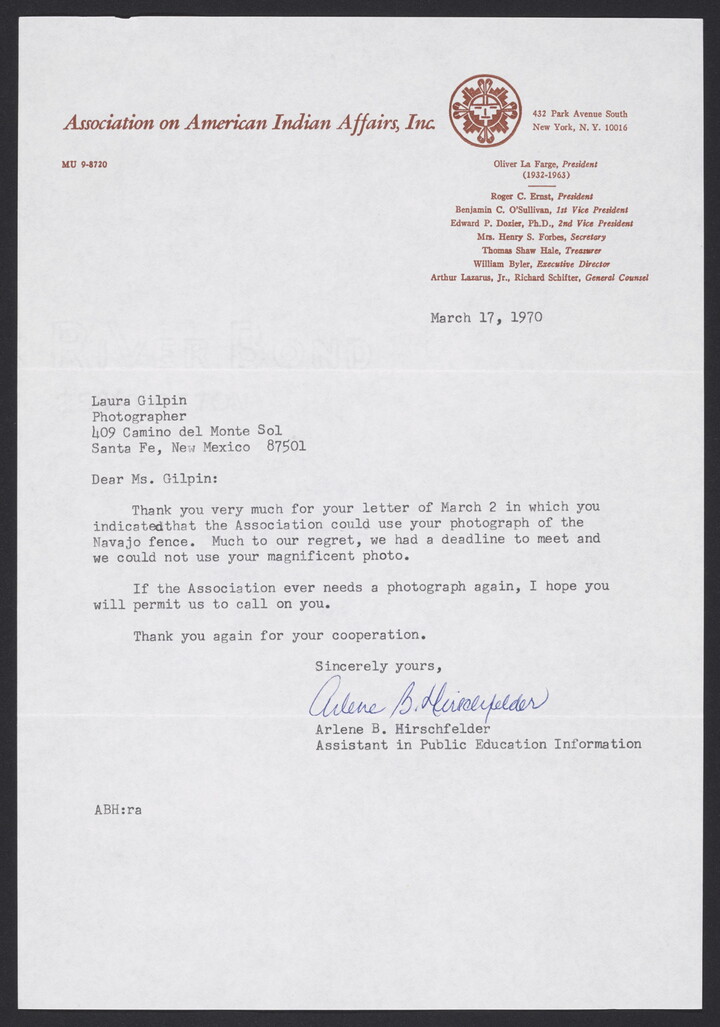 Association on American Indian Affairs, Inc.
432 Park Avenue South
New York, N. Y. 10016
MU 9-8720
Oliver La Farge, President
(1932-1963)
Roger C. Ernst, President
Benjamin C. O'Sullivan, 1st Vice President
Edward P. Dozier, Ph.D., 2nd Vice President
Mrs. Henry S. Forbes, Secretary
Thomas Shaw Hale, Treasurer
William Byler, Executive Director
Arthur Lazarus, Jr., Richard Schifter, General Counsel
March 17, 1970
Laura Gilpin
Photographer
409 Camino del Monte Sol
Santa Fe, New Mexico 87501
Dear Ms. Gilpin:
Thank you very much for your letter of March 2 in which you
indicatedthat the Association could use your photograph of the
Navajo fence. Much to our regret, we had a deadline to meet and
we could not use your magnificent photo.
If the Association ever needs a photograph again, I hope you
will permit us to call on you.
Thank you again for your cooperation.
Sincerely yours,
Arlene B. Hirschfelder
Arlene B. Hirschfelder
Assistant in Public Education Information
ABH:ra